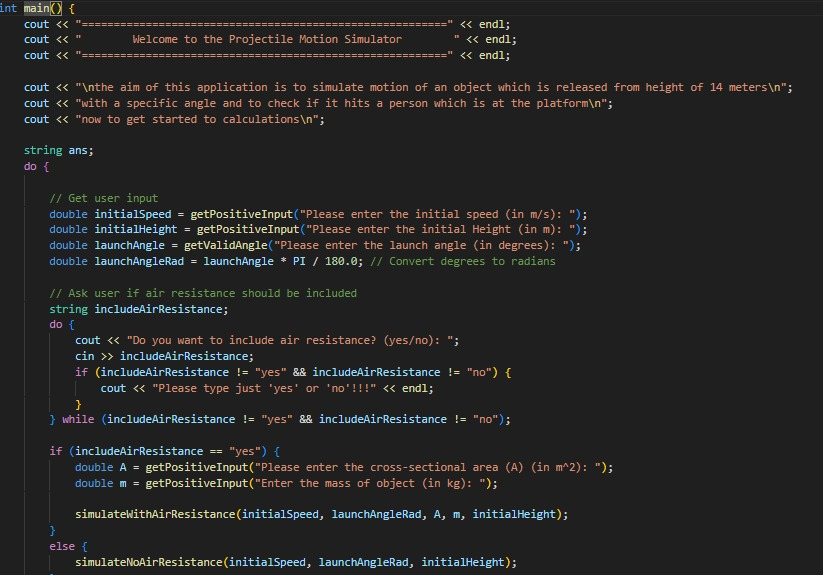 int main() {
    cout << "=========================================================" << endl;
    cout << "        Welcome to the Projectile Motion Simulator        " << endl;
    cout << "=========================================================" << endl;

    cout << "\nthe aim of this application is to simulate motion of an object which is released from height of 14 meters\n";
    cout << "with a specific angle and to check if it hits a person which is at the platform\n";
    cout << "now to get started to calculations\n";

    string ans;
    do {

        // Get user input
        double initialSpeed = getPositiveInput("Please enter the initial speed (in m/s): ");
        double initialHeight = getPositiveInput("Please enter the initial Height (in m): ");
        double launchAngle = getValidAngle("Please enter the launch angle (in degrees): ");
        double launchAngleRad = launchAngle * PI / 180.0; // Convert degrees to radians

        // Ask user if air resistance should be included
        string includeAirResistance;
        do {
            cout << "Do you want to include air resistance? (yes/no): ";
            cin >> includeAirResistance;
            if (includeAirResistance != "yes" && includeAirResistance != "no") {
                cout << "Please type just 'yes' or 'no'!!!" << endl;
            }
        } while (includeAirResistance != "yes" && includeAirResistance != "no");

        if (includeAirResistance == "yes") {
            double A = getPositiveInput("Please enter the cross-sectional area (A) (in m^2): ");
            double m = getPositiveInput("Enter the mass of object (in kg): ");

            simulateWithAirResistance(initialSpeed, launchAngleRad, A, m, initialHeight);
        }
        else {
            simulateNoAirResistance(initialSpeed, launchAngleRad, initialHeight);